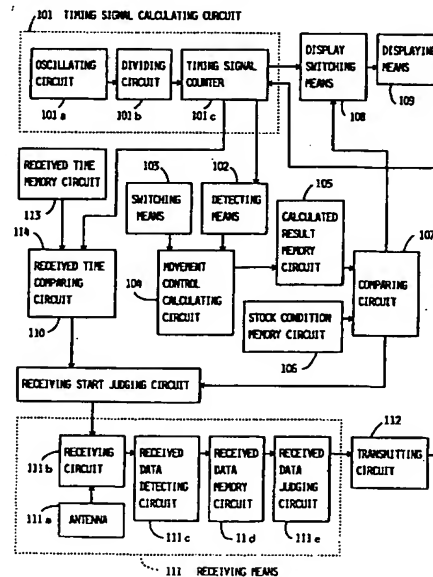 101 TIMING SIGNAL CALCULATING CURCUIT
OSCILLATING
CIRCUIT
101a
DIVIDING
CIRCUIT
101b
TIMING SIGNAL
COUNTER
101c
DISPLAY
SWITCHING
MEANS
108
DISPLAYING
MEANS
109
RECEIVED TIME
MEMORY CIRCUIT
113
103
SWITCHING
MEANS
102
DETECTING
MEANS
105
CALCULATED
RESULT
MEMORY
CIRCUIT
107
COMPARING
CIRCUIT
114
RECEIVED TIME
COMPARING
CIRCUIT
110
104
MOVEMENT
CONTROL
CALCULATING
CIRCUIT
STOCK CONDITION
MEMORY CIRCUIT
106
RECEIVING START JUDGING CIRCUIT
111b
RECEIVING
CIRCUIT
111a
ANTENNA
RECEIVED
DATA
DETECTING
CIRCUIT
111c
RECEIVED
DATA
MEMORY
CIRCUIT
11d
RECEIVED
DATA
JUDGING
CIRCUIT
111e
112
TRANSMITTING
CIRCUIT
111 RECEIVING MEANS